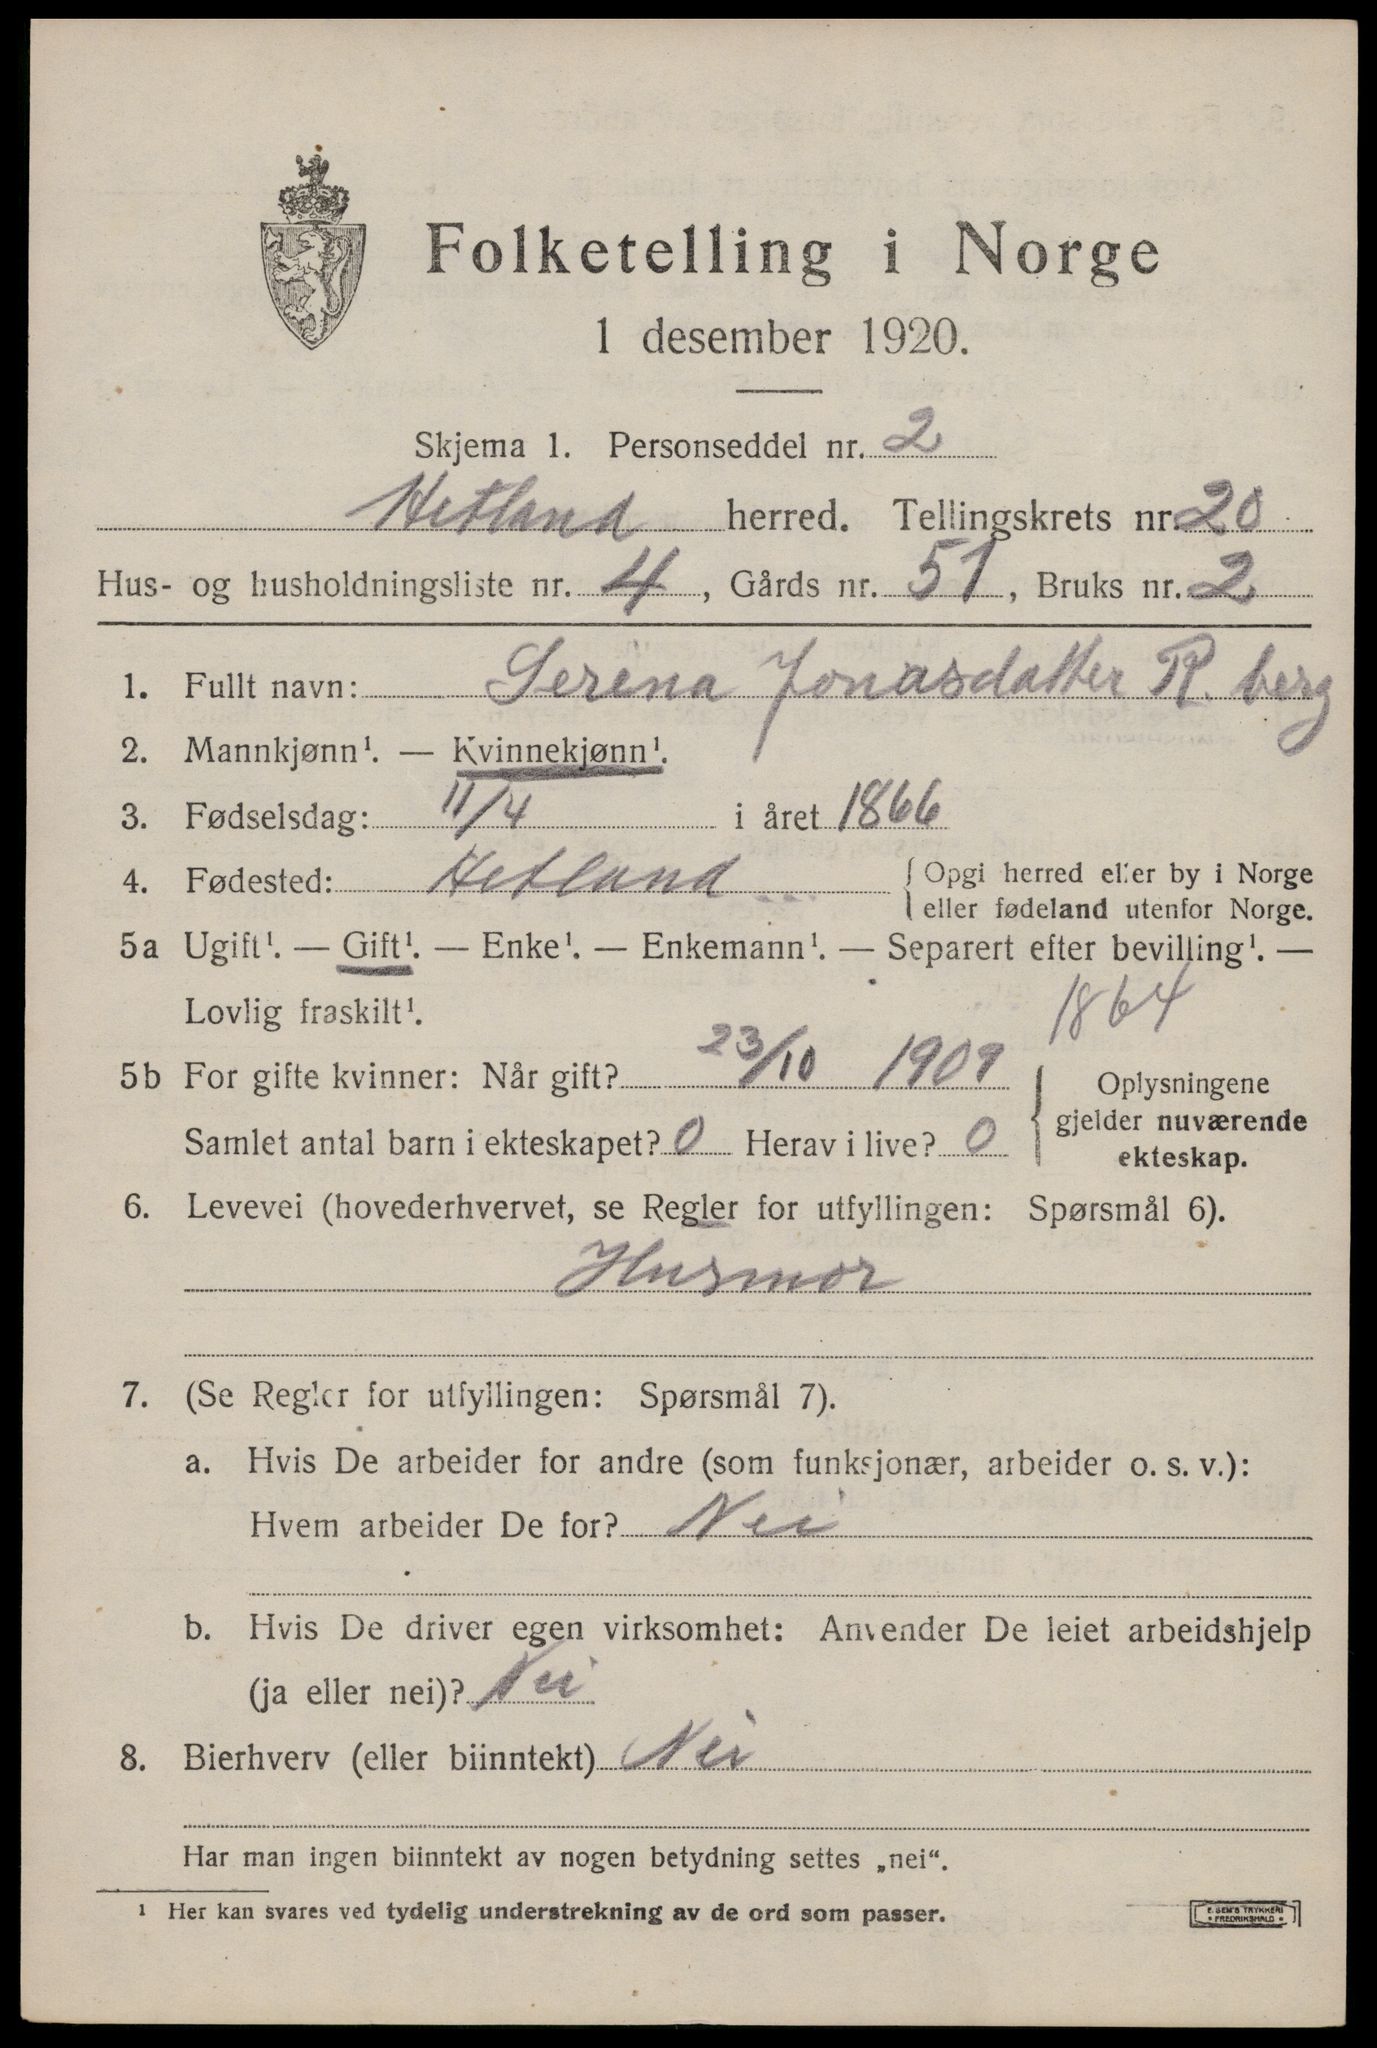 Folketelling i Norge
1 desember 1920.
Skjema 1. Personseddel nr. 2
Hetland herred. Tellingskrets nr. 20
Hus- og husholdningsliste nr. 4, Gårds nr. 51, Bruks nr. 2
1. Fullt navn: Serena Jonasdatter R. berg
2. Mannkjønn¹. — Kvinnekjønn¹.
3. Fødselsdag: 11/4 i året 1866
4. Fødested: Hetland { Opgi herred eller by i Norge
eller fødeland utenfor Norge.
5a Ugift¹. — Gift¹. — Enke¹. — Enkemann¹. — Separert efter bevilling¹. —
Lovlig fraskilt¹. 1864
5b For gifte kvinner: Når gift? 23/10 1909
Samlet antal barn i ekteskapet? 0 Herav i live? 0
{ Oplysningene
gjelder nuværende
ekteskap.
6. Levevei (hovederhvervet, se Regler for utfyllingen: Spørsmål 6).
Husmor
7. (Se Regler for utfyllingen: Spørsmål 7).
a. Hvis De arbeider for andre (som funksjonær, arbeider o. s. v.):
Hvem arbeider De for? Nei
b. Hvis De driver egen virksomhet: Anvender De leiet arbeidshjelp
(ja eller nei)? Nei
8. Bierhverv (eller biinntekt) Nei
Har man ingen biinntekt av nogen betydning settes „nei“.
¹ Her kan svares ved tydelig understrekning av de ord som passer.
E. SEM'S TRYKKERI
* FREDRIKSHALD *